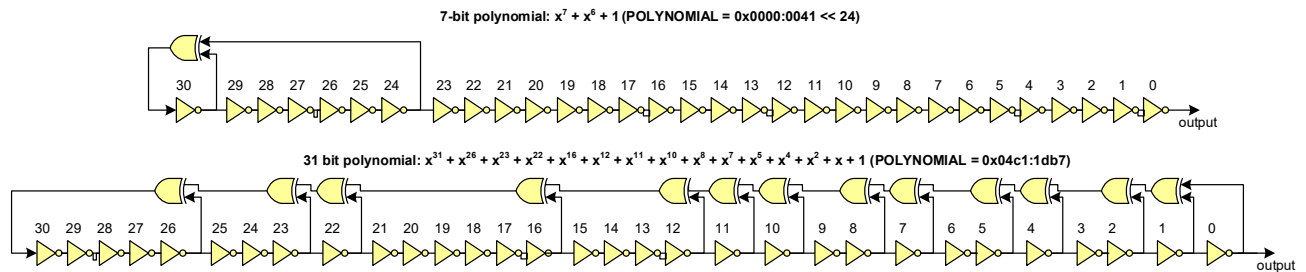 7-bit polynomial: x⁷ + x⁶ + 1 (POLYNOMIAL = 0x0000:0041 << 24)
30 29 28 27 26 25 24 23 22 21 20 19 18 17 16 15 14 13 12 11 10 9 8 7 6 5 4 3 2 1 0
output
31 bit polynomial: x³¹ + x²⁶ + x²³ + x²² + x¹⁶ + x¹² + x¹¹ + x¹⁰ + x⁸ + x⁷ + x⁵ + x⁴ + x² + x + 1 (POLYNOMIAL = 0x04c1:1db7)
30 29 28 27 26 25 24 23 22 21 20 19 18 17 16 15 14 13 12 11 10 9 8 7 6 5 4 3 2 1 0
output